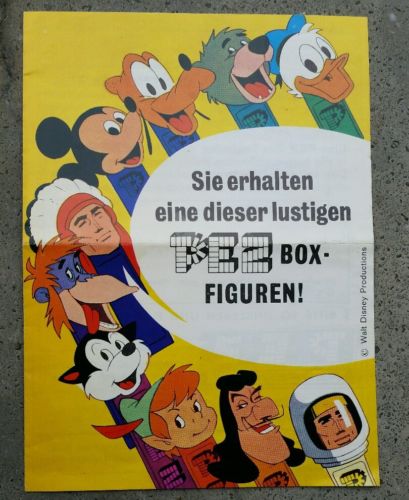 Sie erhalten
eine dieser lustigen
PEZ BOX-
FIGUREN!
© Walt Disney Productions